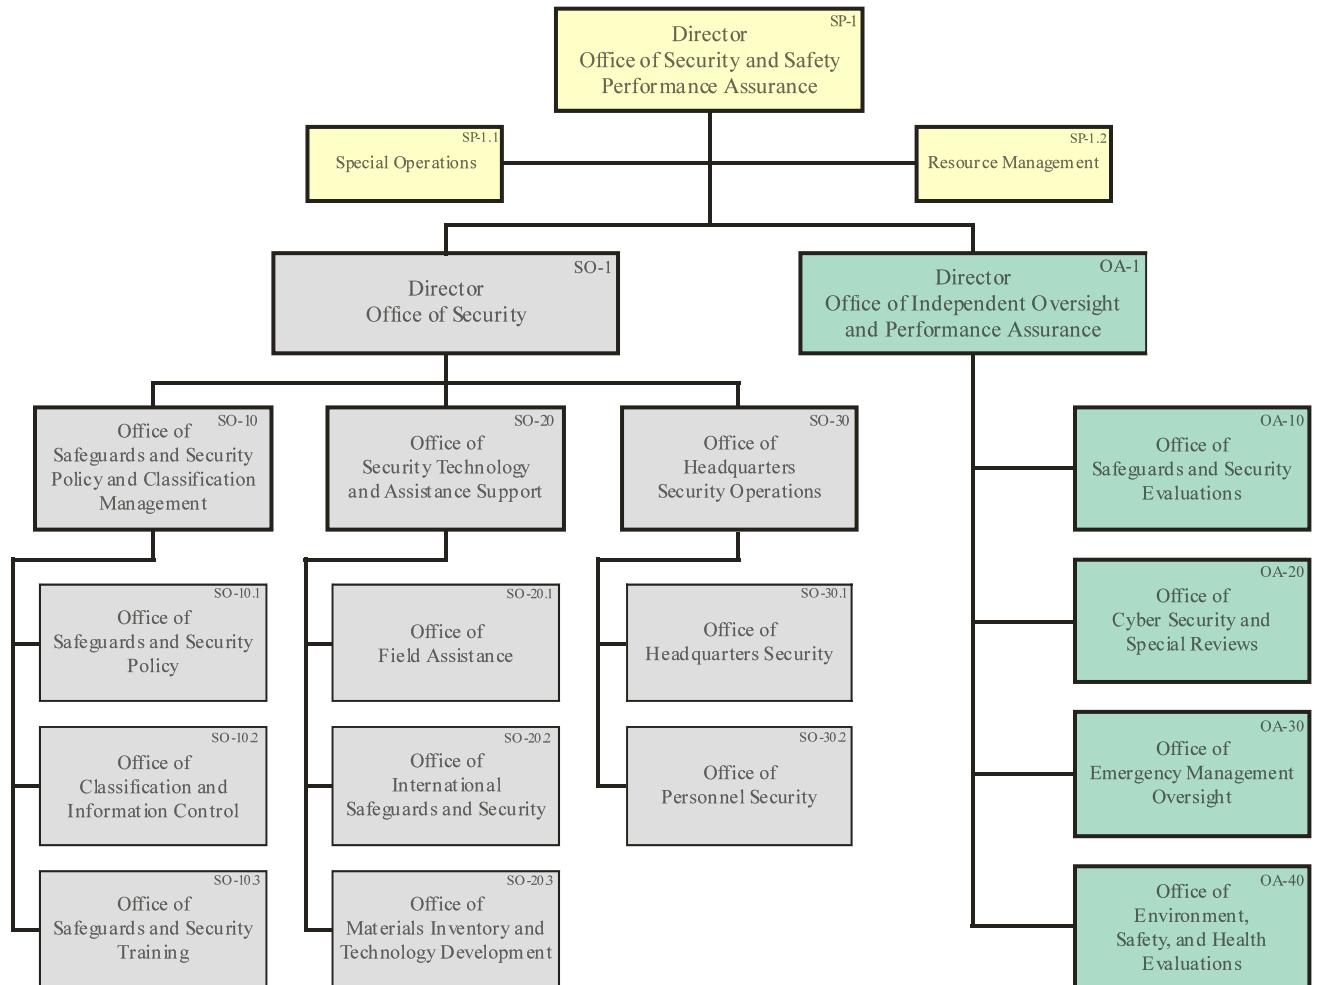 SP-1
Director
Office of Security and Safety
Performance Assurance
SP-1.1
Special Operations
SP-1.2
Resource Management
SO-1
Director
Office of Security
OA-1
Director
Office of Independent Oversight
and Performance Assurance
SO-10
Office of
Safeguards and Security
Policy and Classification
Management
SO-20
Office of
Security Technology
and Assistance Support
SO-30
Office of
Headquarters
Security Operations
OA-10
Office of
Safeguards and Security
Evaluations
SO-10.1
Office of
Safeguards and Security
Policy
SO-20.1
Office of
Field Assistance
SO-30.1
Office of
Headquarters Security
OA-20
Office of
Cyber Security and
Special Reviews
SO-10.2
Office of
Classification and
Information Control
SO-20.2
Office of
International
Safeguards and Security
SO-30.2
Office of
Personnel Security
OA-30
Office of
Emergency Management
Oversight
SO-10.3
Office of
Safeguards and Security
Training
SO-20.3
Office of
Materials Inventory and
Technology Development
OA-40
Office of
Environment,
Safety, and Health
Evaluations